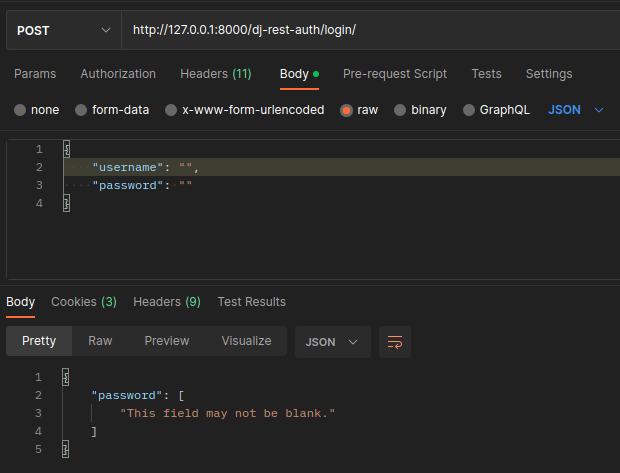 POST http://127.0.0.1:8000/dj-rest-auth/login/
Params Authorization Headers (11) Body Pre-request Script Tests Settings
none form-data x-www-form-urlencoded raw binary GraphQL JSON
1 {
2 "username": "",
3 "password": ""
4 }
Body Cookies (3) Headers (9) Test Results
Pretty Raw Preview Visualize JSON
1 {
2 "password": [
3 "This field may not be blank."
4 ]
5 }